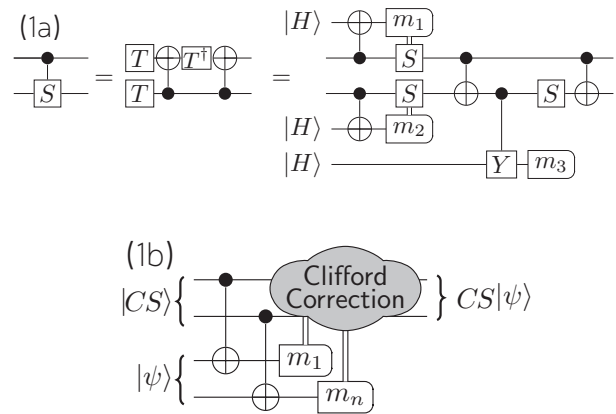 (1a)
|H⟩ m₁
S = T T† = S
T S S
|H⟩ m₂
|H⟩ Y m₃
(1b)
Clifford
Correction
|CS⟩ CS|ψ⟩
m₁
|ψ⟩
mₙ